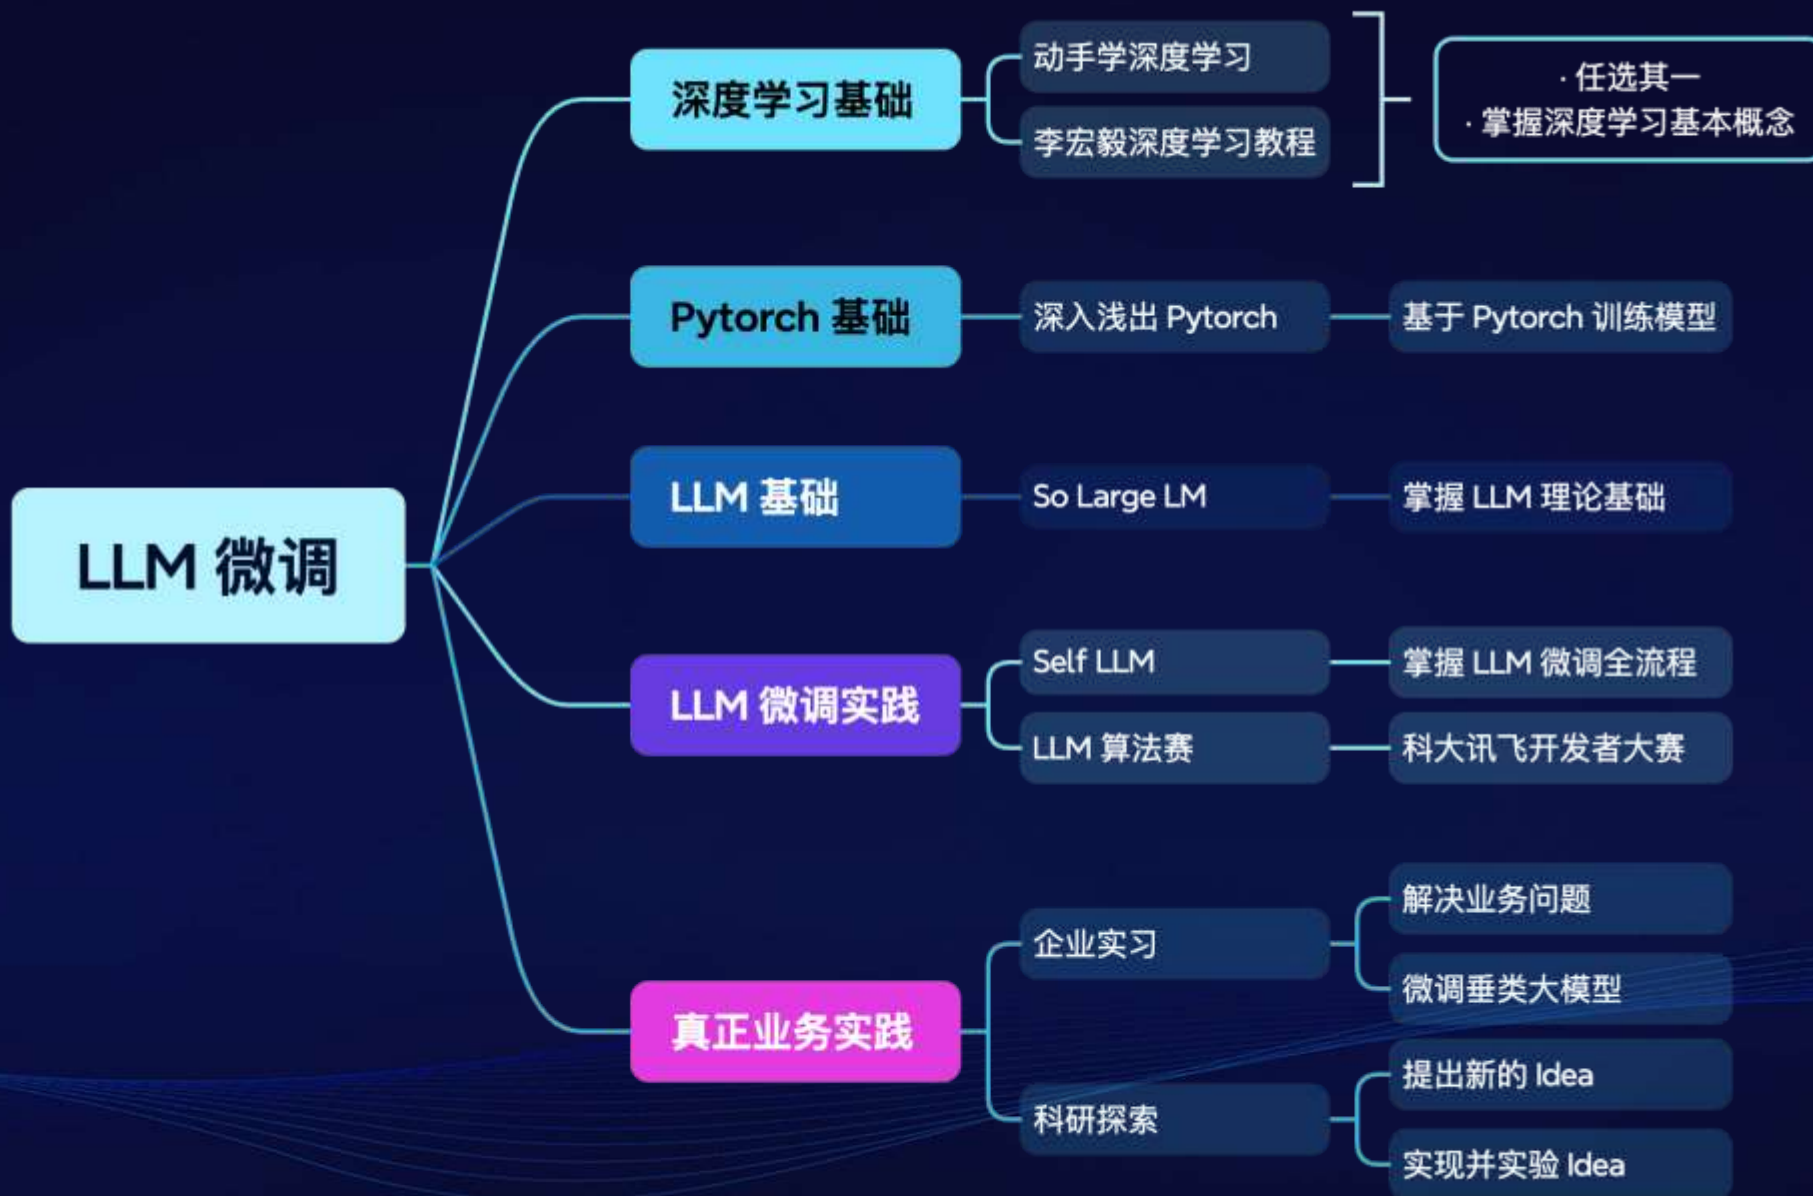 深度学习基础
动手学深度学习
李宏毅深度学习教程
· 任选其一
· 掌握深度学习基本概念
Pytorch 基础
深入浅出 Pytorch
基于 Pytorch 训练模型
LLM 基础
So Large LM
掌握 LLM 理论基础
LLM 微调
LLM 微调实践
Self LLM
掌握 LLM 微调全流程
LLM 算法赛
科大讯飞开发者大赛
真正业务实践
企业实习
解决业务问题
微调垂类大模型
科研探索
提出新的 Idea
实现并实验 Idea